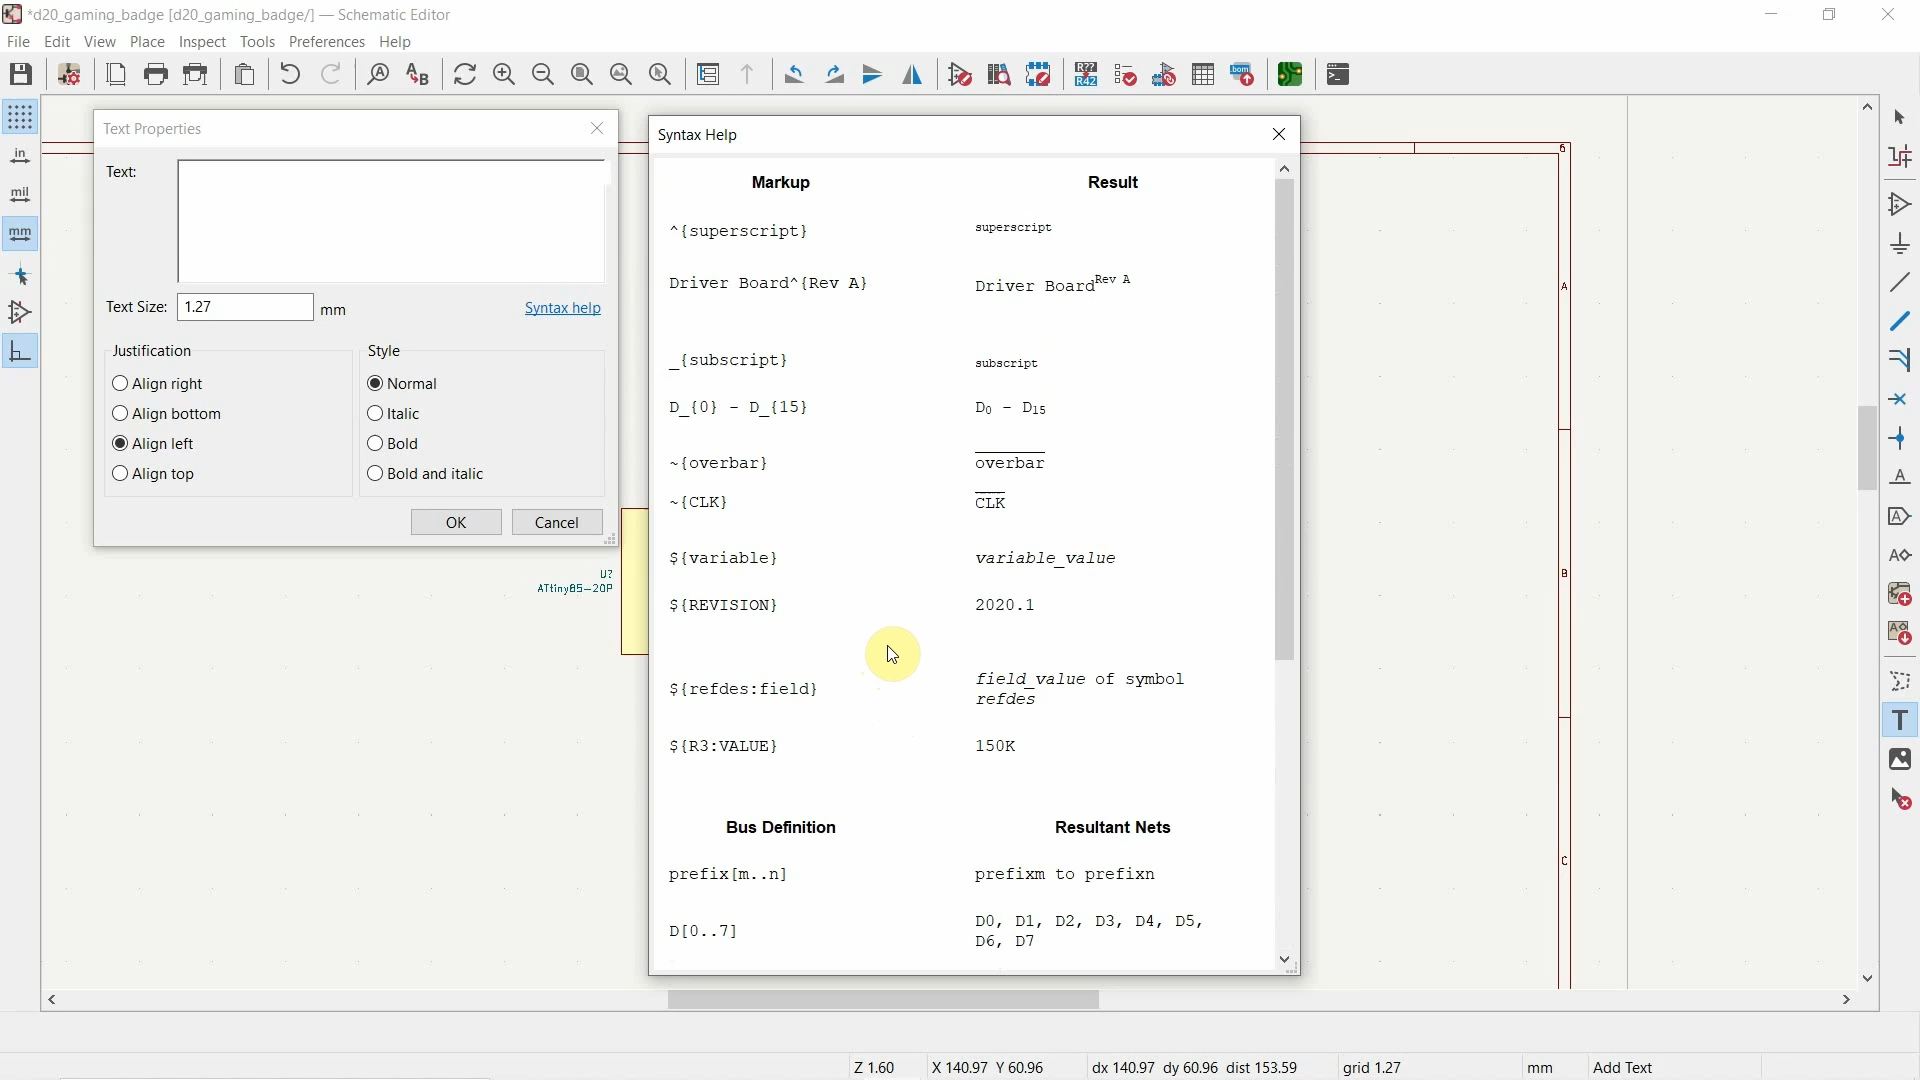 *d20_gaming_badge [d20_gaming_badge/] — Schematic Editor
File Edit View Place Inspect Tools Preferences Help
in
mil
mm
Text Properties
Text:
Text Size: 1.27 mm Syntax help
Justification
Align right
Align bottom
Align left
Align top
Style
Normal
Italic
Bold
Bold and italic
OK Cancel
U?
ATtiny85-20P
Syntax Help
Markup Result
^{superscript} superscript
Driver Board^{Rev A} Driver BoardRev A
_{subscript} subscript
D_{0} - D_{15} D0 - D15
~{overbar} overbar
~{CLK} CLK
${variable} variable_value
${REVISION} 2020.1
${refdes:field} field_value of symbol
refdes
${R3:VALUE} 150K
Bus Definition Resultant Nets
prefix[m..n] prefixm to prefixn
D[0..7] D0, D1, D2, D3, D4, D5,
D6, D7
6
A
B
C
Z 1.60 X 140.97 Y 60.96 dx 140.97 dy 60.96 dist 153.59 grid 1.27 mm Add Text